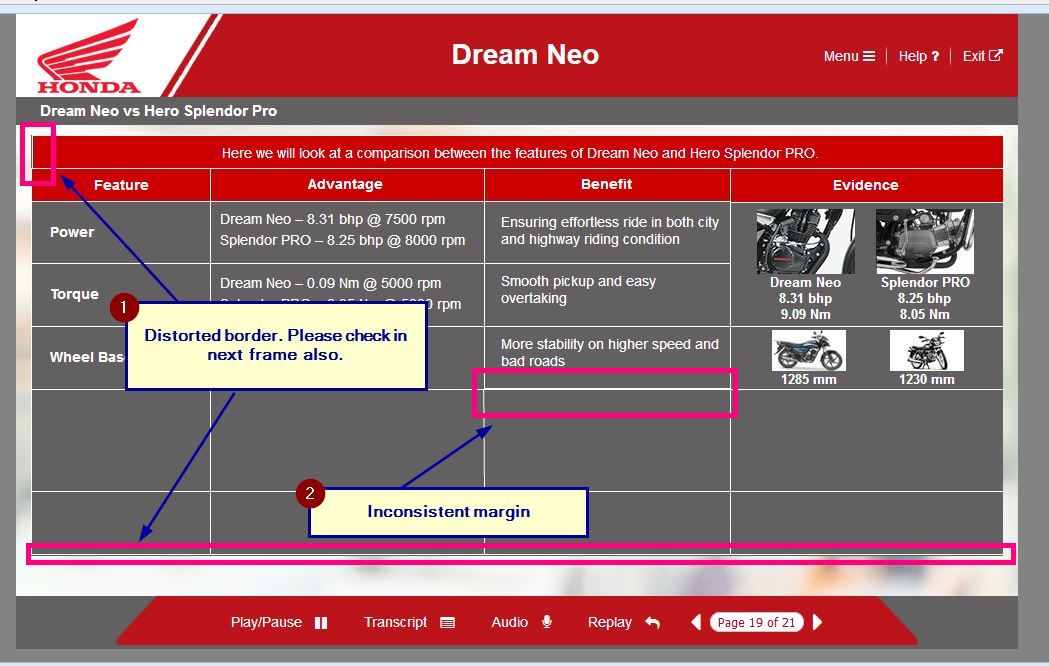 HONDA
Dream Neo
Menu
Help ?
Exit
Dream Neo vs Hero Splendor Pro
Here we will look at a comparison between the features of Dream Neo and Hero Splendor PRO.
Feature
Advantage
Benefit
Evidence
Power
Dream Neo – 8.31 bhp @ 7500 rpm
Splendor PRO – 8.25 bhp @ 8000 rpm
Ensuring effortless ride in both city
and highway riding condition
Dream Neo
8.31 bhp
9.09 Nm
Splendor PRO
8.25 bhp
8.05 Nm
Torque
Dream Neo – 0.09 Nm @ 5000 rpm
rpm
Smooth pickup and easy
overtaking
1
Distorted border. Please check in
next frame also.
Wheel Bas
More stability on higher speed and
bad roads
1285 mm
1230 mm
2
Inconsistent margin
Play/Pause
Transcript
Audio
Replay
Page 19 of 21